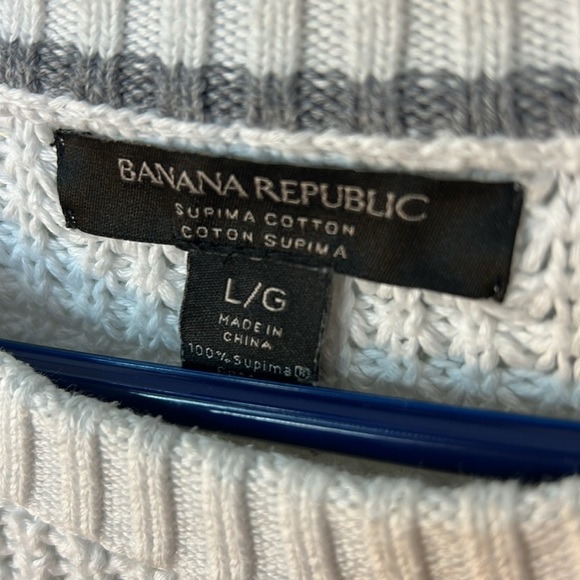 BANANA REPUBLIC
SUPIMA COTTON
COTON SUPIMA
L/G
MADE IN
CHINA
100% Supima®